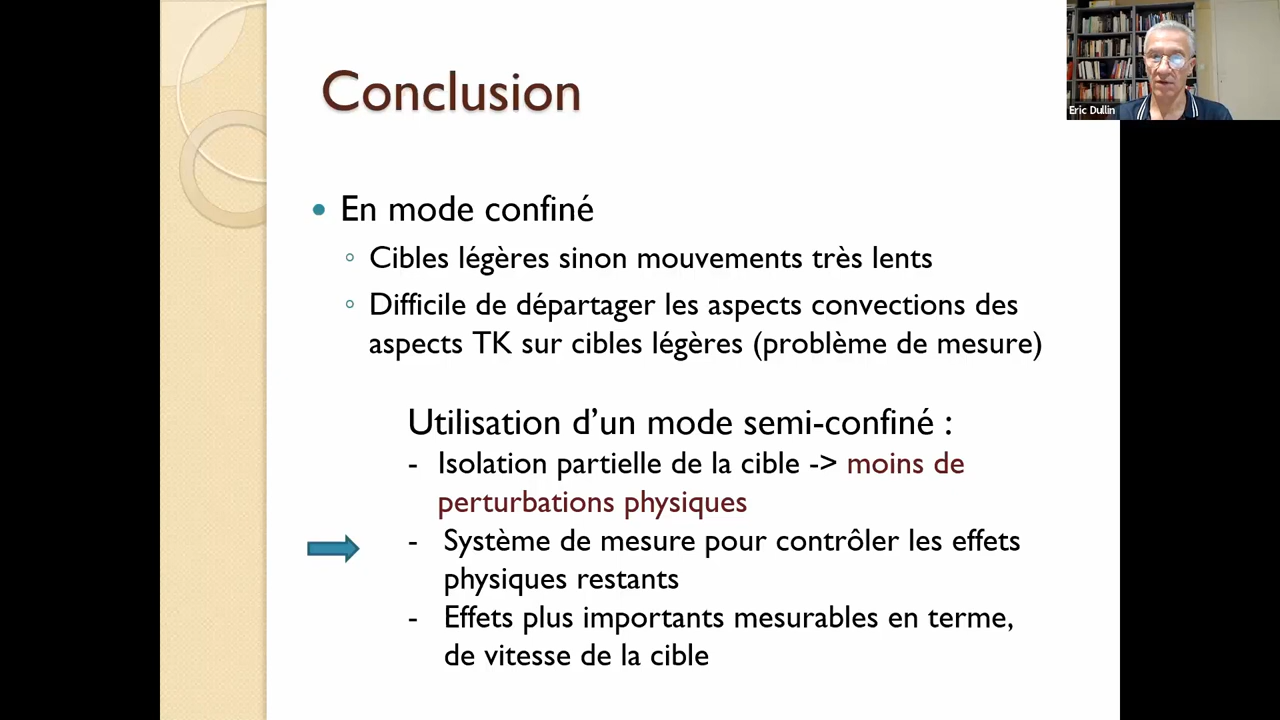 Conclusion
Eric Dullin
• En mode confiné
◦ Cibles légères sinon mouvements très lents
◦ Difficile de départager les aspects convections des
aspects TK sur cibles légères (problème de mesure)
Utilisation d’un mode semi-confiné :
- Isolation partielle de la cible -> moins de
perturbations physiques
- Système de mesure pour contrôler les effets
physiques restants
- Effets plus importants mesurables en terme,
de vitesse de la cible